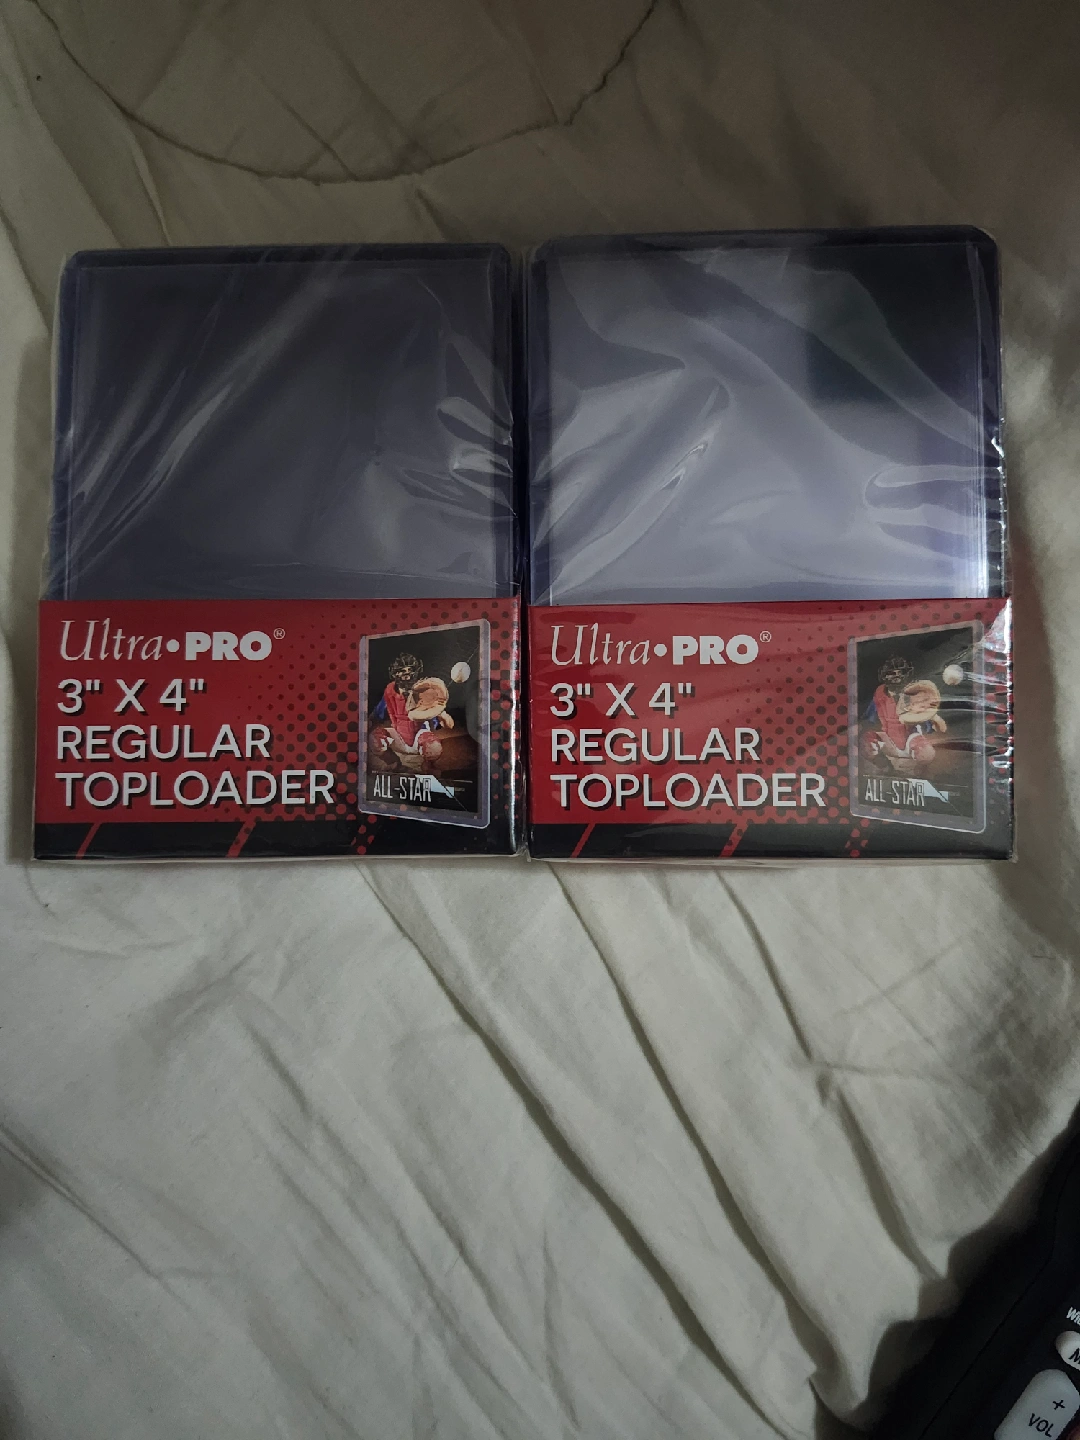 Ultra•PRO®
3" X 4"
REGULAR
TOPLOADER
ALL-STAR
Ultra•PRO®
3" X 4"
REGULAR
TOPLOADER
ALL-STAR
+
VOL